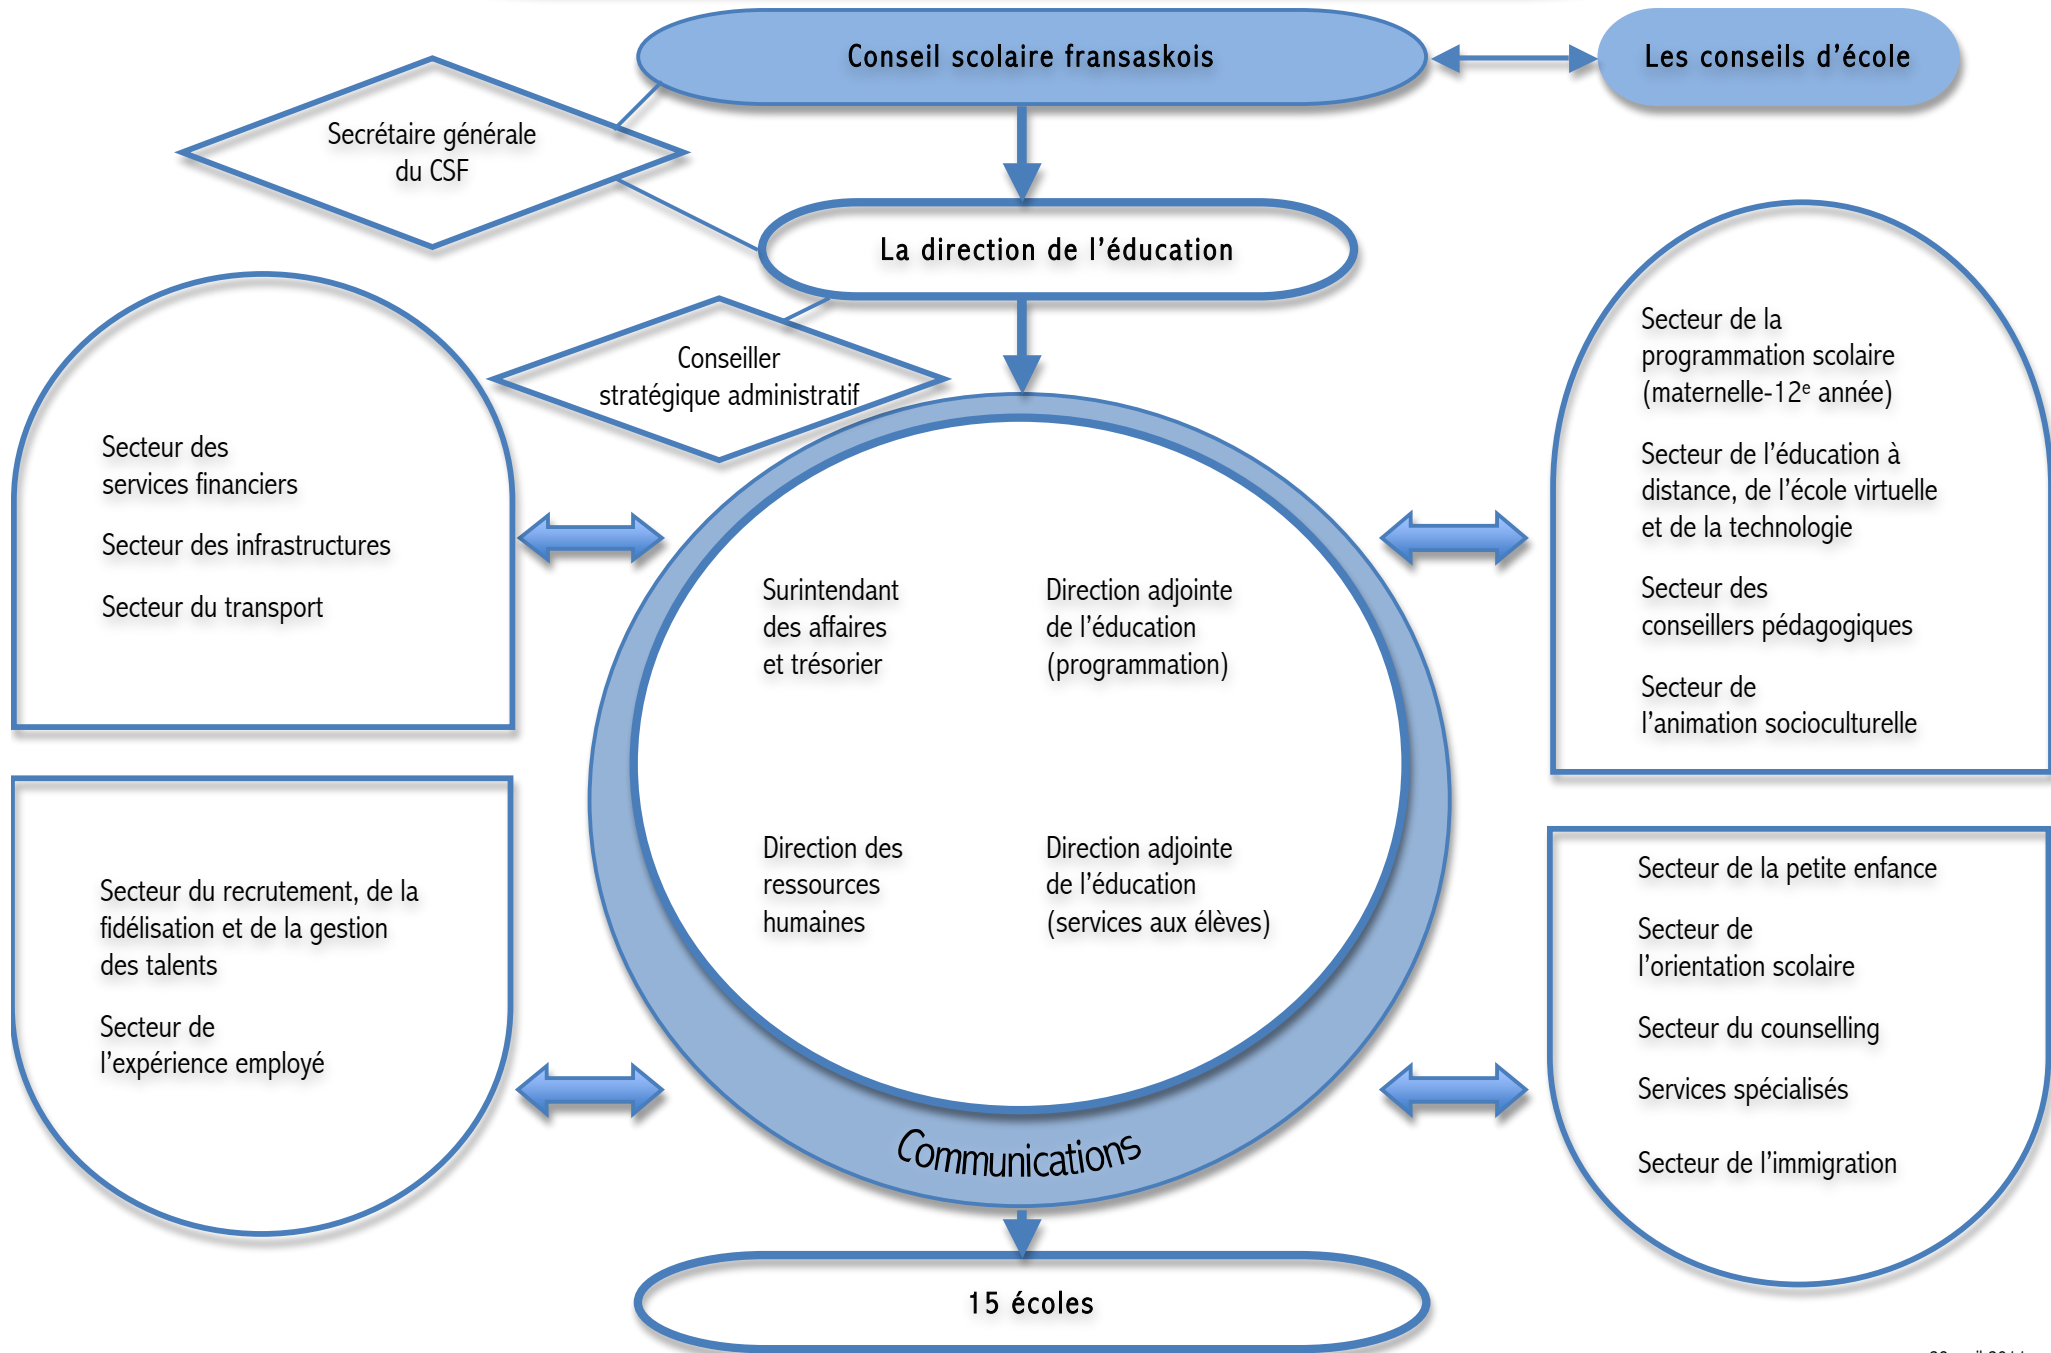 Conseil scolaire fransaskois
Les conseils d’école
Secrétaire générale
du CSF
La direction de l’éducation
Conseiller
stratégique administratif
Secteur des
services financiers
Secteur des infrastructures
Secteur du transport
Surintendant
des affaires
et trésorier
Direction adjointe
de l’éducation
(programmation)
Secteur de la
programmation scolaire
(maternelle-12e année)
Secteur de l’éducation à
distance, de l’école virtuelle
et de la technologie
Secteur des
conseillers pédagogiques
Secteur de
l’animation socioculturelle
Secteur du recrutement, de la
fidélisation et de la gestion
des talents
Secteur de
l’expérience employé
Direction des
ressources
humaines
Direction adjointe
de l’éducation
(services aux élèves)
Secteur de la petite enfance
Secteur de
l’orientation scolaire
Secteur du counselling
Services spécialisés
Secteur de l’immigration
Communications
15 écoles